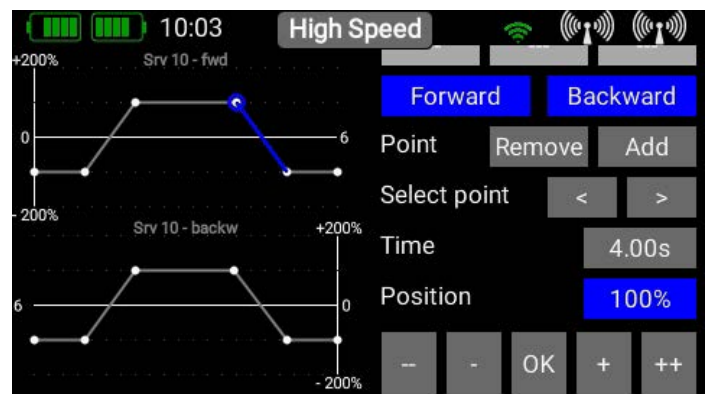 10:03 High Speed
+200% Srv 10 - fwd
0 6
- 200%
Srv 10 - backw +200%
6 0
- 200%
Forward Backward
Point Remove Add
Select point < >
Time 4.00s
Position 100%
-- - OK + ++